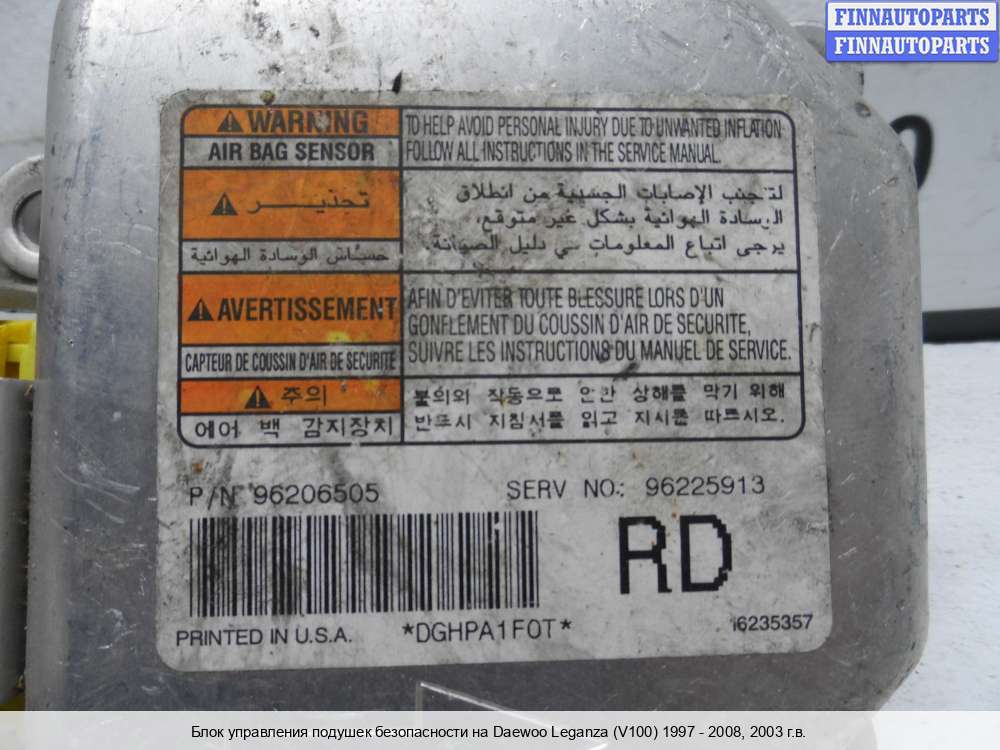 FINNAUTOPARTS
FINNAUTOPARTS
WARNING
AIR BAG SENSOR
TO HELP AVOID PERSONAL INJURY DUE TO UNWANTED INFLATION
FOLLOW ALL INSTRUCTIONS IN THE SERVICE MANUAL.
تحذيـــر
حساس الوسادة الهوائية
لتجنب الإصابات الجسيية من انطلاق
الوسادة الهوائية بشكل غير متوقع،
يرجى اتباع المعلومات في دليل الصيانة.
AVERTISSEMENT
CAPTEUR DE COUSSIN D'AIR DE SECURITE
AFIN D'EVITER TOUTE BLESSURE LORS D'UN
GONFLEMENT DU COUSSIN D'AIR DE SECURITE,
SUIVRE LES INSTRUCTIONS DU MANUEL DE SERVICE.
주의
에어 백 감지장치
불의의 작동으로 인한 상해를 막기 위해
반드시 지침서를 읽고 지시를 따르시오.
P/N 96206505
SERV NO.: 96225913
RD
PRINTED IN U.S.A.
*DGHPA1F0T*
16235357
Блок управления подушек безопасности на Daewoo Leganza (V100) 1997 - 2008, 2003 г.в.